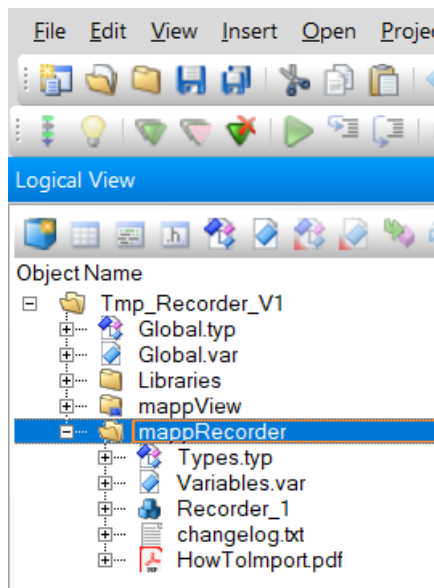 File Edit View Insert Open Projec
.h
Logical View
Object Name
Tmp_Recorder_V1
Global.typ
Global.var
Libraries
mappView
mappRecorder
Types.typ
Variables.var
Recorder_1
changelog.txt
HowToImport.pdf